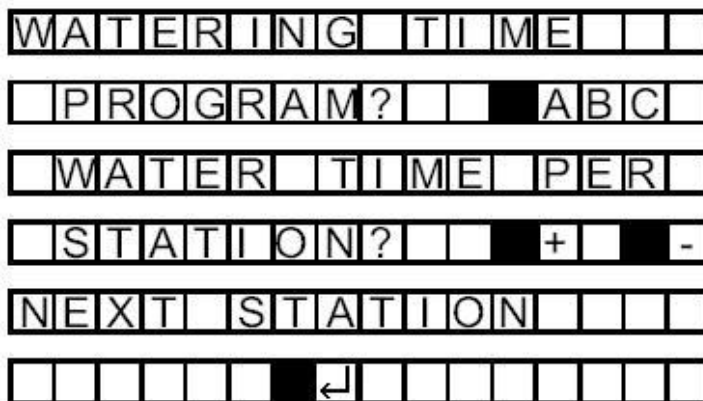 WATERING TIME
PROGRAM? ■ABC
WATER TIME PER
STATION? ■+ ■-
NEXT STATION
■↵